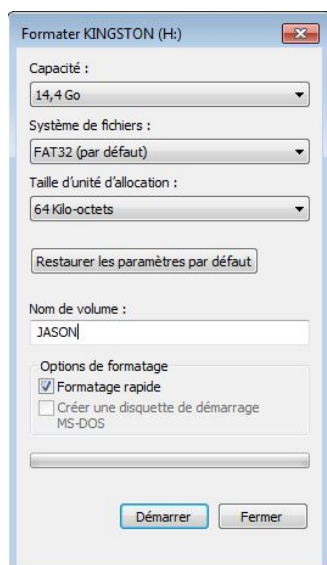 Formater KINGSTON (H:)
Capacité :
14,4 Go
Système de fichiers :
FAT32 (par défaut)
Taille d'unité d'allocation :
64 Kilo-octets
Restaurer les paramètres par défaut
Nom de volume :
JASON
Options de formatage
Formatage rapide
Créer une disquette de démarrage
MS-DOS
Démarrer Fermer